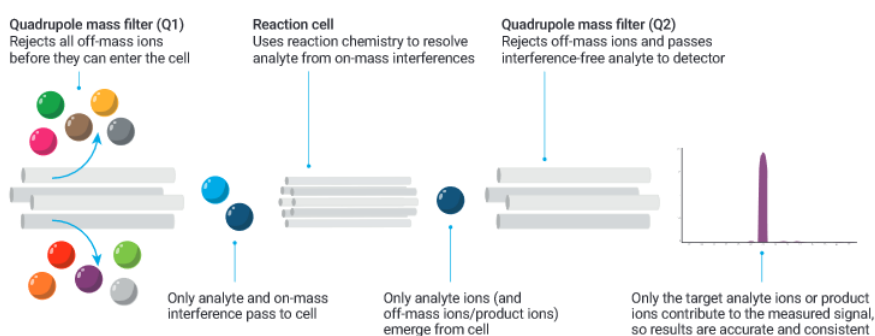 Quadrupole mass filter (Q1)
Rejects all off-mass ions
before they can enter the cell
Reaction cell
Uses reaction chemistry to resolve
analyte from on-mass interferences
Quadrupole mass filter (Q2)
Rejects off-mass ions and passes
interference-free analyte to detector
Only analyte and on-mass
interference pass to cell
Only analyte ions (and
off-mass ions/product ions)
emerge from cell
Only the target analyte ions or product
ions contribute to the measured signal,
so results are accurate and consistent